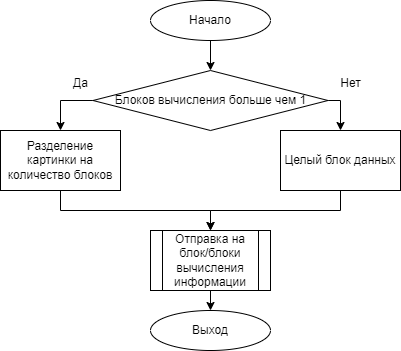 Начало
Да
Нет
Блоков вычисления больше чем 1
Разделение
картинки на
количество блоков
Целый блок данных
Отправка на
блок/блоки
вычисления
информации
Выход